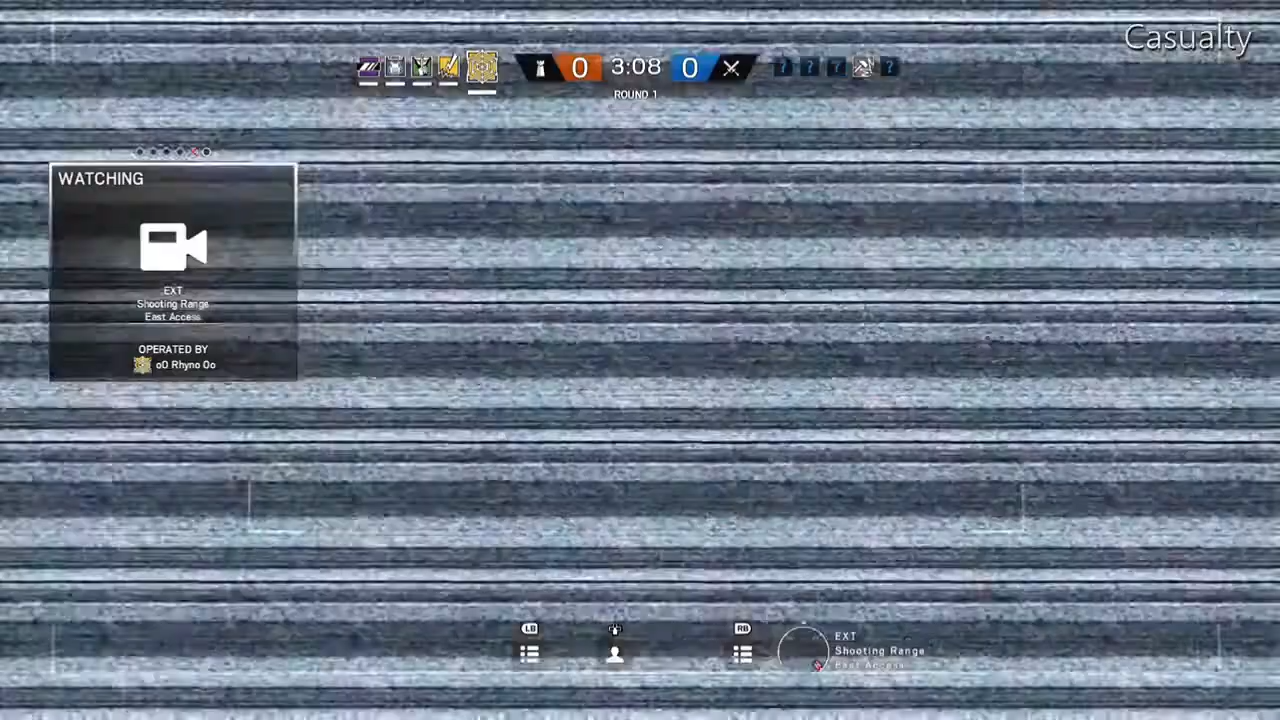 Casualty
0 3:08 0
? ? ? ?
ROUND 1
WATCHING
EXT
Shooting Range
East Access
OPERATED BY
oO Rhyno Oo
LB
RB
EXT
Shooting Range
East Access